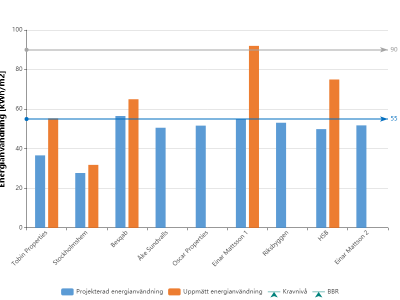 Energianvändning [kWh/m2]
100
80
60
40
20
0
90
55
Tobin Properties
Stockholmshem
Besqab
Åke Sundvalls
Oscar Properties
Einar Mattsson 1
Riksbyggen
HSB
Einar Mattsson 2
Projekterad energianvändning Uppmätt energianvändning Kravnivå BBR